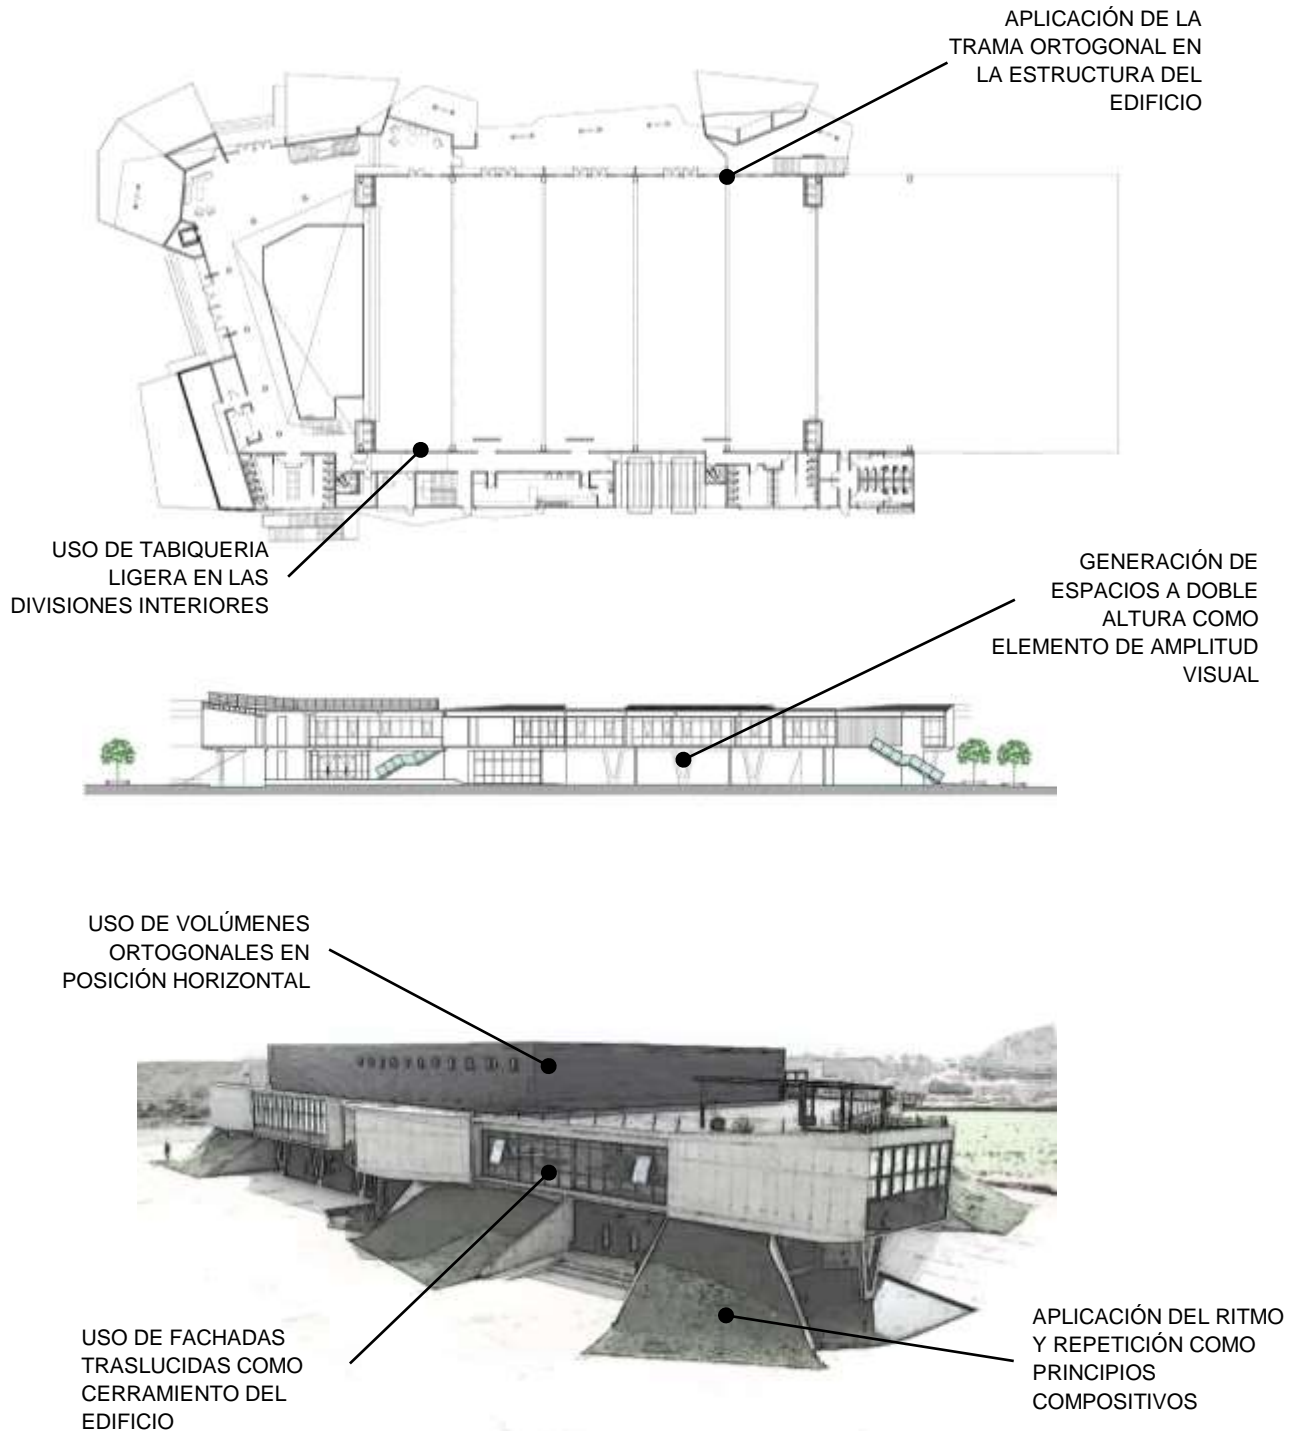 APLICACIÓN DE LA
TRAMA ORTOGONAL EN
LA ESTRUCTURA DEL
EDIFICIO
USO DE TABIQUERIA
LIGERA EN LAS
DIVISIONES INTERIORES
GENERACIÓN DE
ESPACIOS A DOBLE
ALTURA COMO
ELEMENTO DE AMPLITUD
VISUAL
USO DE VOLÚMENES
ORTOGONALES EN
POSICIÓN HORIZONTAL
USO DE FACHADAS
TRASLUCIDAS COMO
CERRAMIENTO DEL
EDIFICIO
APLICACIÓN DEL RITMO
Y REPETICIÓN COMO
PRINCIPIOS
COMPOSITIVOS